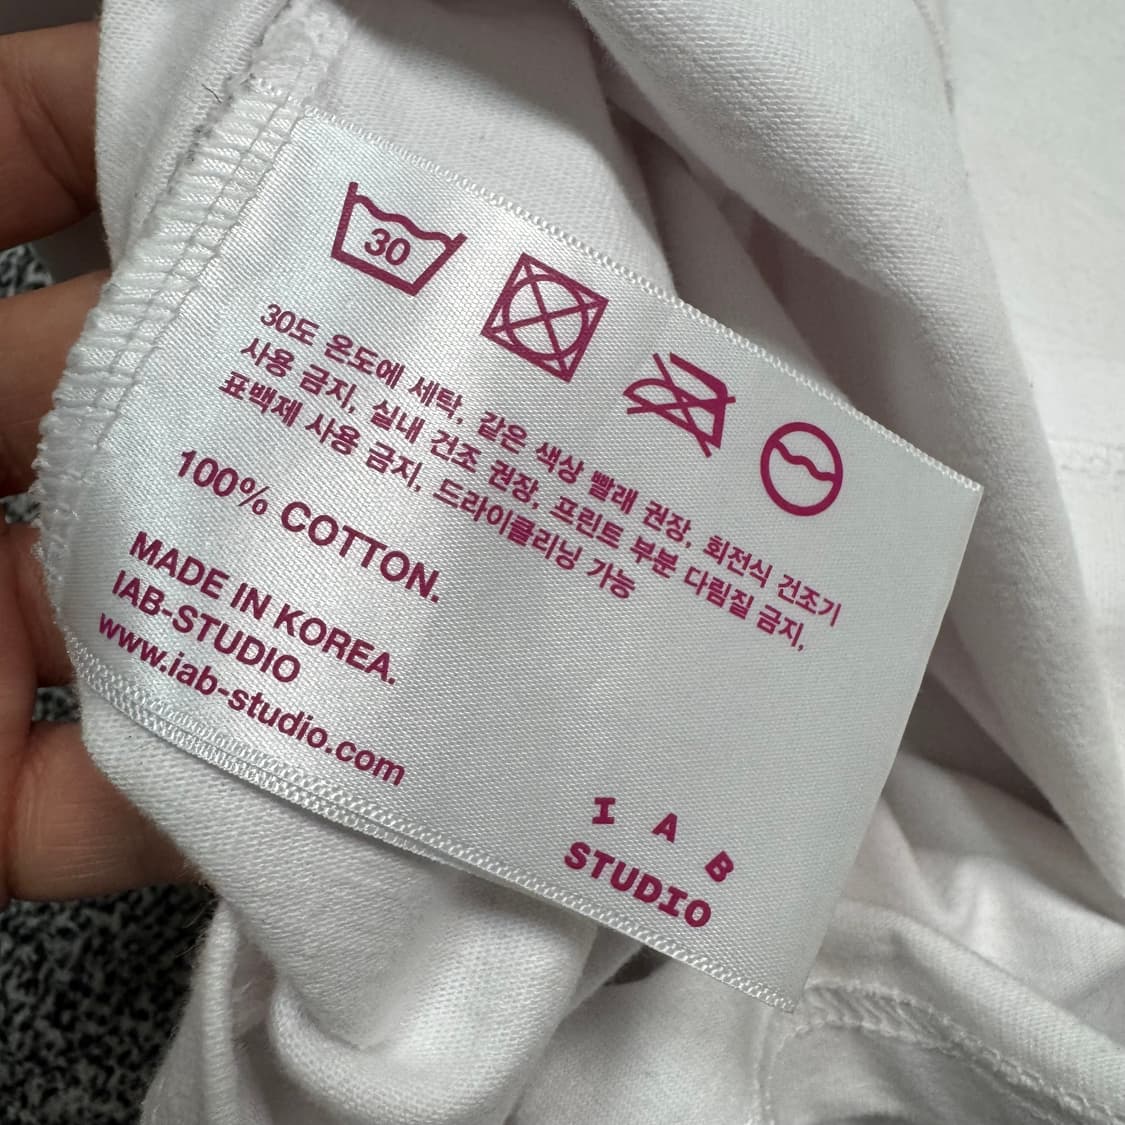 30
30도 온도에 세탁, 같은 색상 빨래 권장, 회전식 건조기
사용 금지, 실내 건조 권장, 프린트 부분 다림질 금지,
표백제 사용 금지, 드라이클리닝 가능
100% COTTON.
MADE IN KOREA.
IAB-STUDIO
www.iab-studio.com
I A B
STUDIO